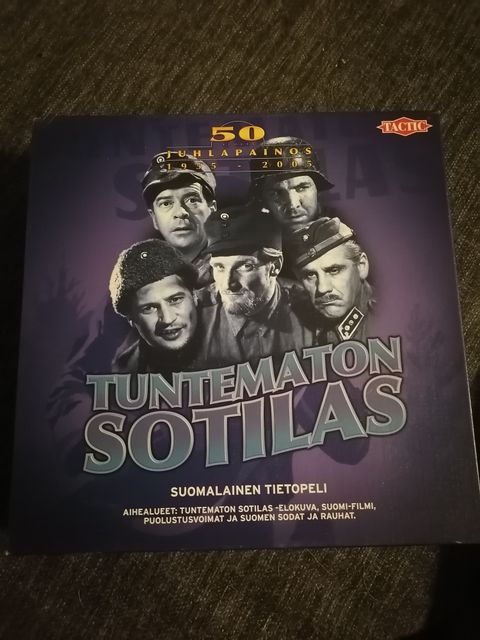 50
JUHLAPAINOS
1955 - 2005
TACTIC
TUNTEMATON
SOTILAS
SUOMALAINEN TIETOPELI
AIHEALUEET: TUNTEMATON SOTILAS -ELOKUVA, SUOMI-FILMI,
PUOLUSTUSVOIMAT JA SUOMEN SODAT JA RAUHAT.